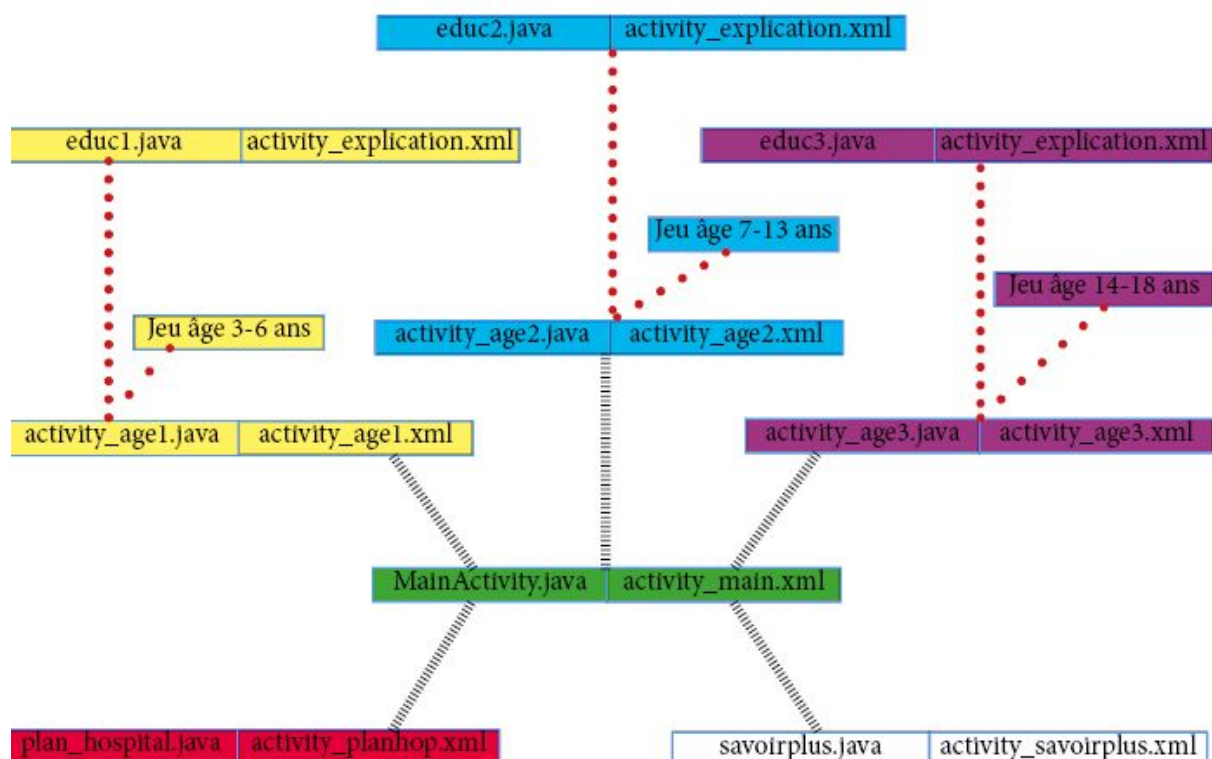 educ2.java activity_explication.xml
educ1.java activity_explication.xml
educ3.java activity_explication.xml
Jeu âge 7-13 ans
Jeu âge 14-18 ans
Jeu âge 3-6 ans
activity_age2.java activity_age2.xml
activity_age1.java activity_age1.xml
activity_age3.java activity_age3.xml
MainActivity.java activity_main.xml
plan_hospital.java activity_planhop.xml
savoirplus.java activity_savoirplus.xml